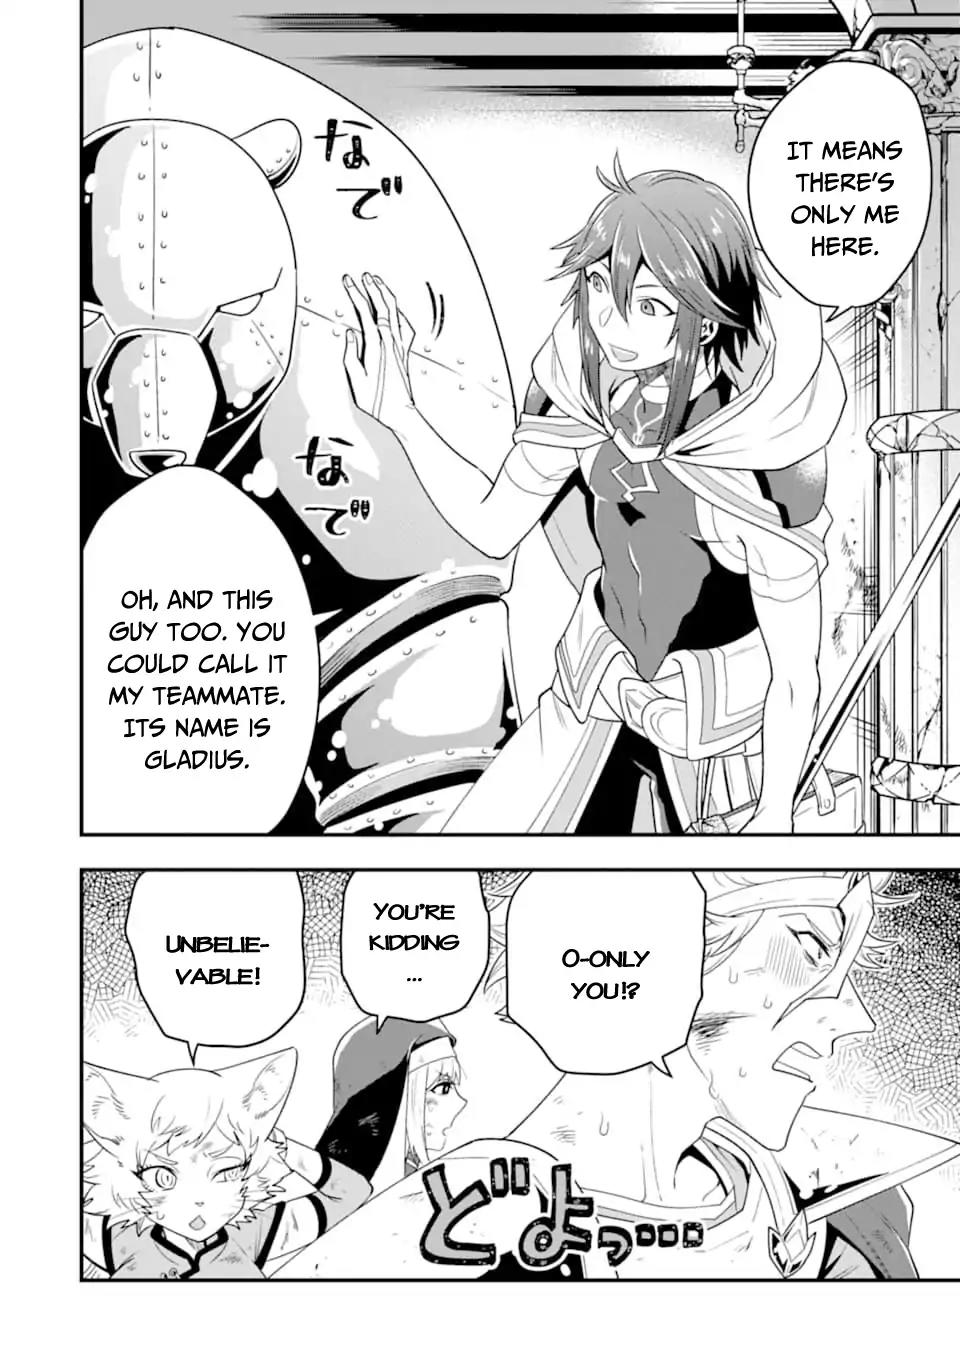 IT MEANS
THERE'S
ONLY ME
HERE.
なで
なで
OH, AND THIS
GUY TOO. YOU
COULD CALL IT
MY TEAMMATE.
ITS NAME IS
GLADIUS.
O-ONLY
YOU!?
YOU'RE
KIDDING
...
UNBELIE-
VABLE!
どよっ…